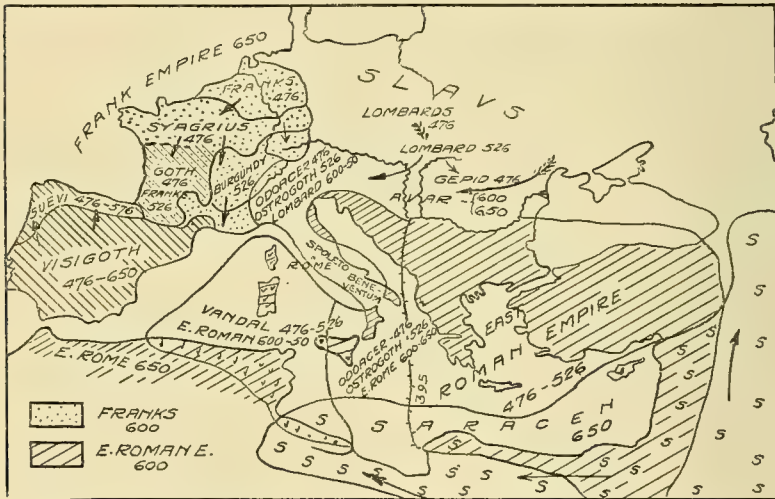 FRANK EMPIRE 650
SLAVS
FRANKS
476
LOMBARDS
476
SYAGRIUS
476
LOMBARD 526
GOTH
476
FRANKS
526
BURGUNDY
526
ODOACER 476
OSTROGOTH 526
LOMBARD 600-50
GEPID 476
AVAR
600
650
SUEVI 476-576
VISIGOTH
476-650
SPOLETO
ROME
BENE-
VENTUM
VANDAL 476-526
E. ROMAN 600-50
ODOACER 476
OSTROGOTH 526
E. ROME 600-650
395
EAST
ROMAN EMPIRE
476-526
E. ROME 650
SARACEN
650
S S S S S S S S S S S S
FRANKS
600
E. ROMAN E.
600